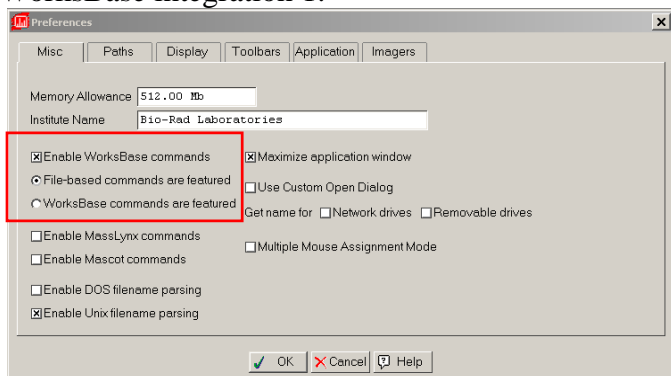 WorksBase integration 1.
Preferences
Misc Paths Display Toolbars Application Imagers
Memory Allowance 512.00 Mb
Institute Name Bio-Rad Laboratories
Enable WorksBase commands Maximize application window
File-based commands are featured Use Custom Open Dialog
WorksBase commands are featured Get name for Network drives Removable drives
Enable MassLynx commands Multiple Mouse Assignment Mode
Enable Mascot commands
Enable DOS filename parsing
Enable Unix filename parsing
OK Cancel Help